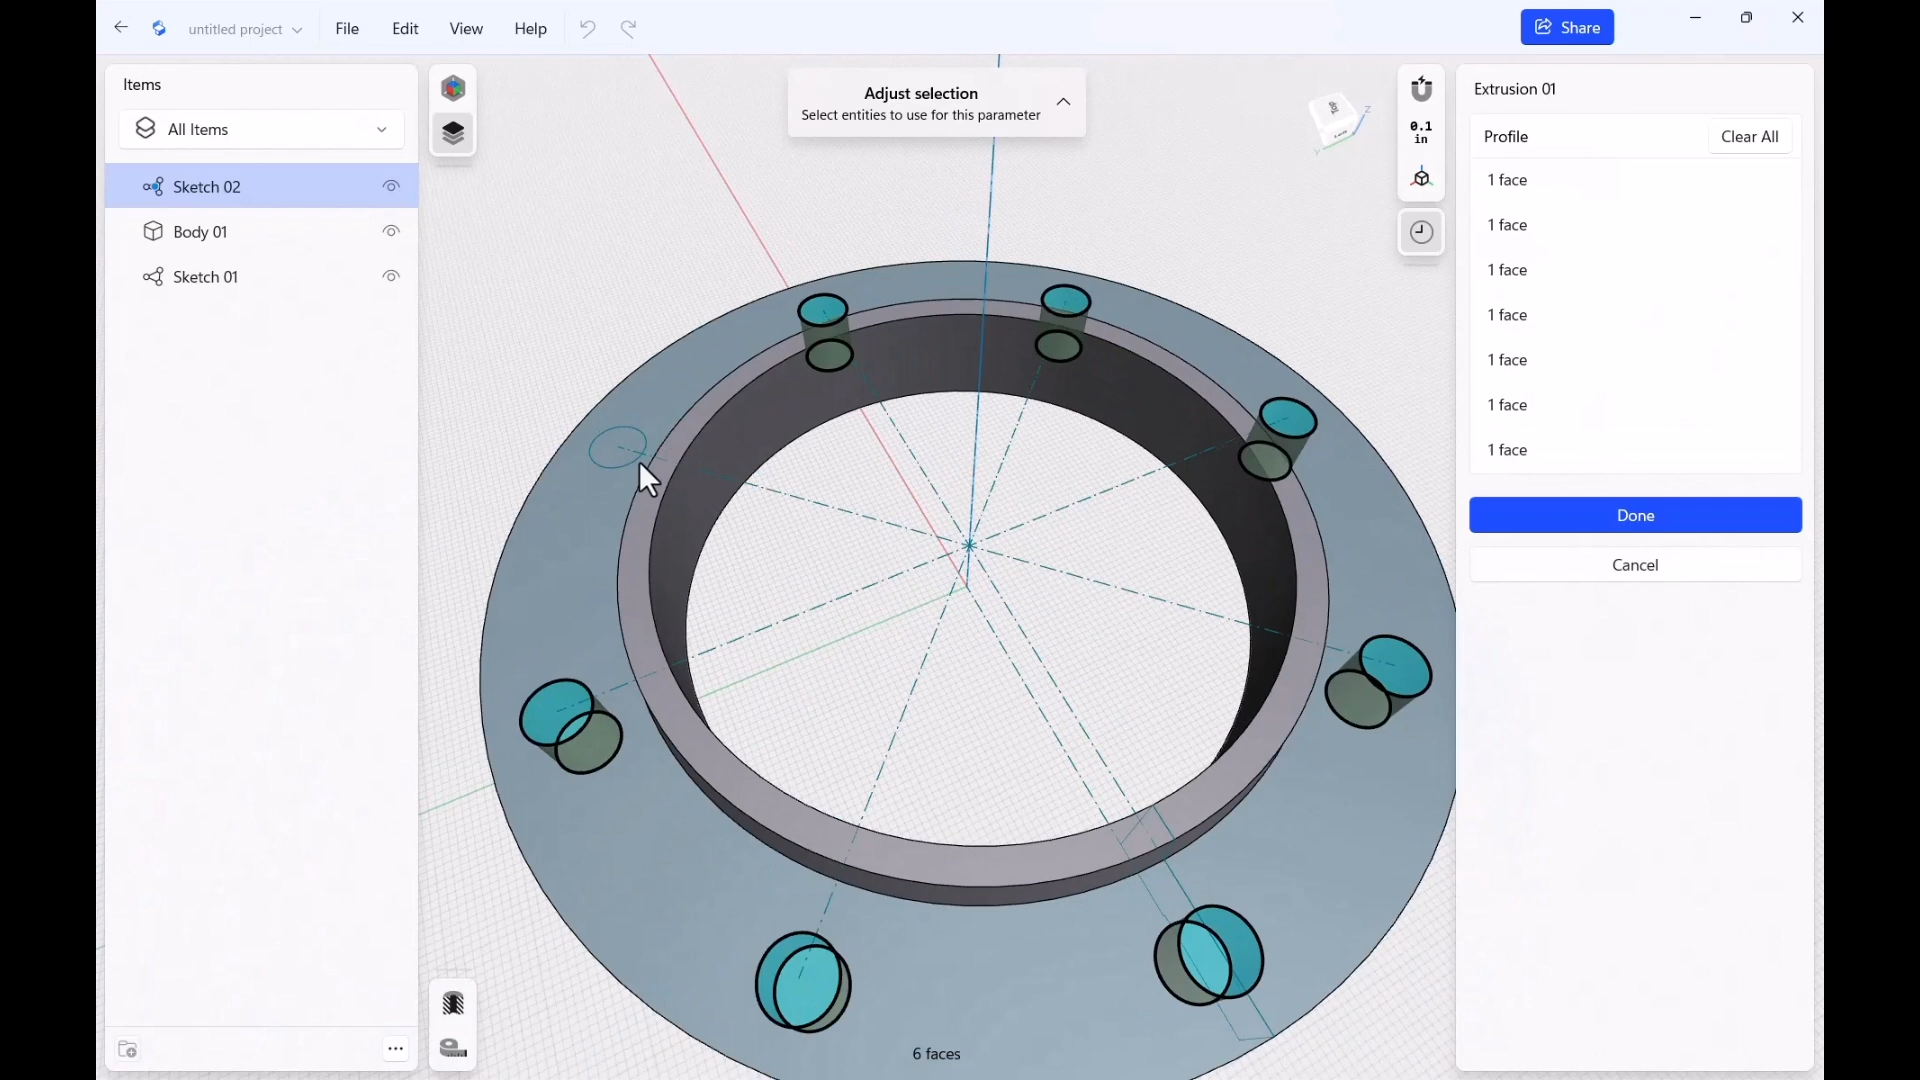 untitled project
File
Edit
View
Help
Share
Items
All Items
Sketch 02
Body 01
Sketch 01
Adjust selection
Select entities to use for this parameter
Z
Y
0.1
in
Extrusion 01
Profile
Clear All
1 face
1 face
1 face
1 face
1 face
1 face
1 face
Done
Cancel
6 faces